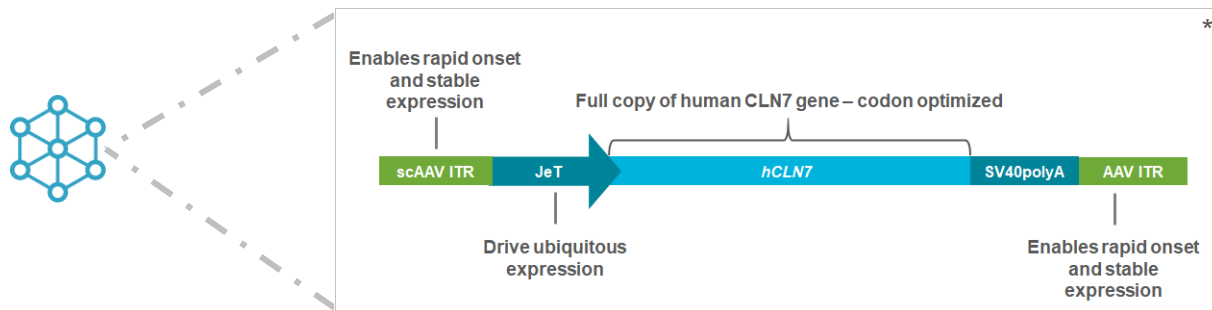 *
Enables rapid onset
and stable
expression
Full copy of human CLN7 gene – codon optimized
scAAV ITR
JeT
hCLN7
SV40polyA
AAV ITR
Drive ubiquitous
expression
Enables rapid onset
and stable
expression